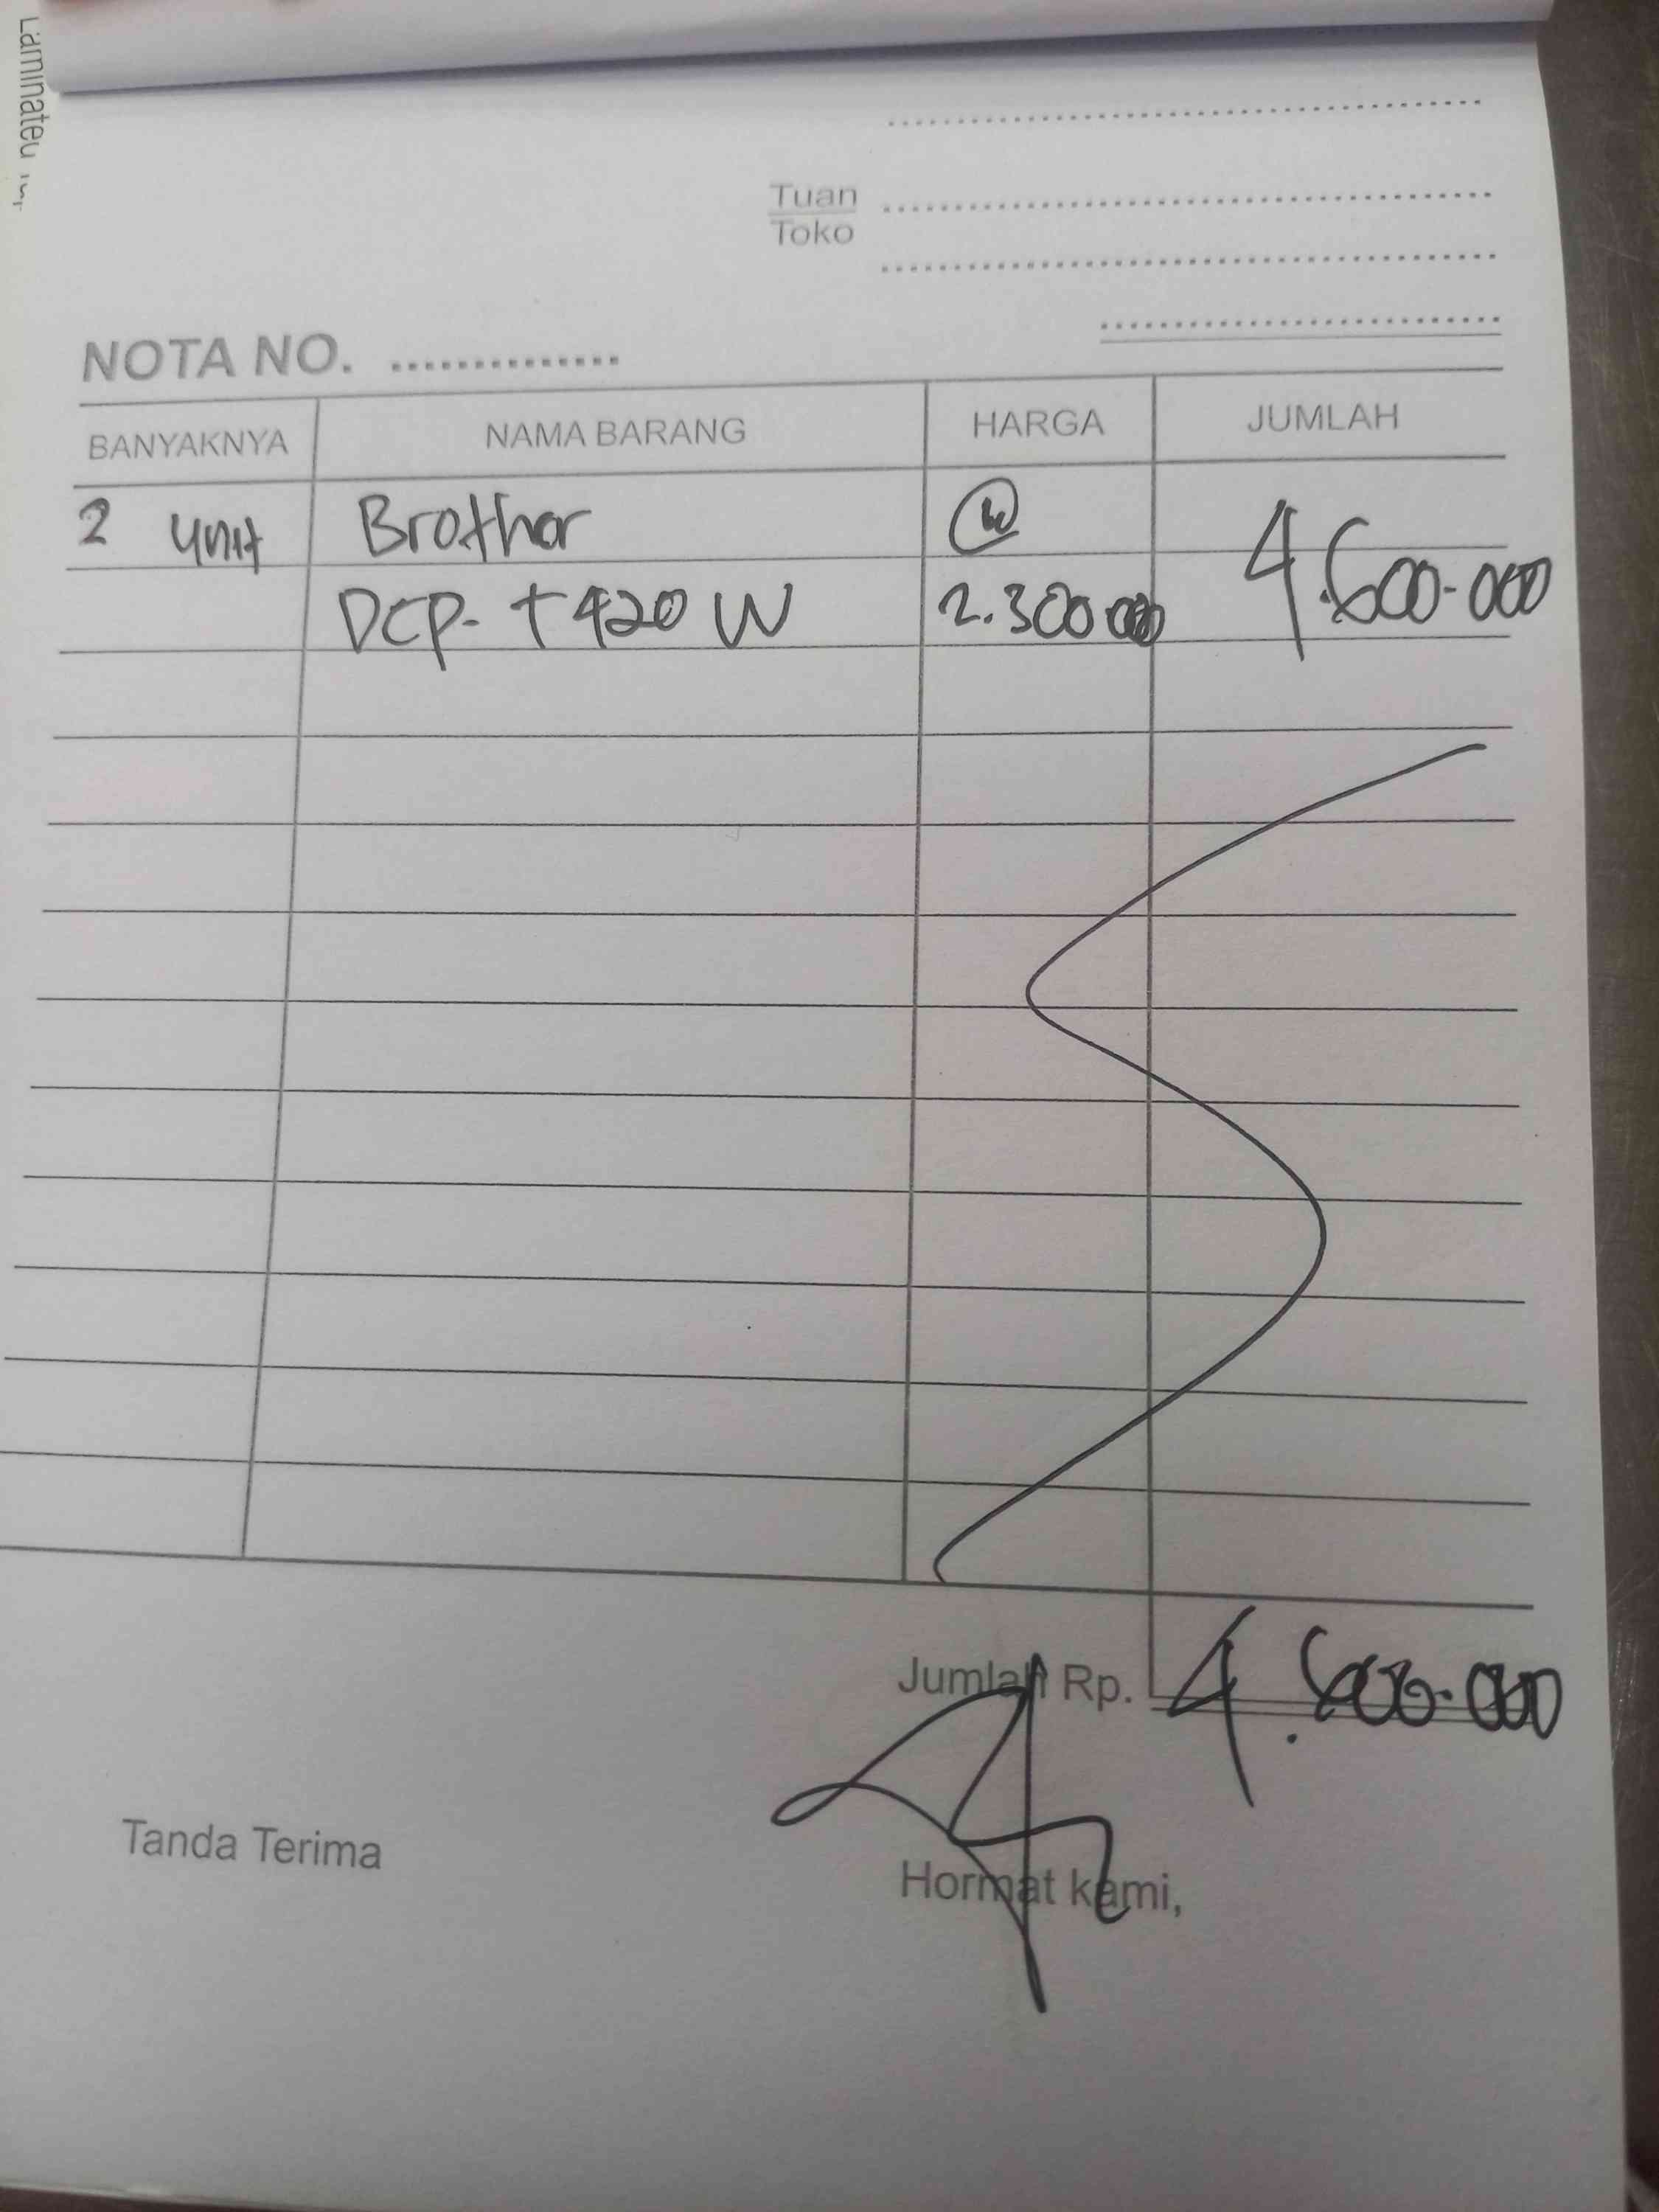 Laminated
Tuan
Toko
NOTA NO. ..............
BANYAKNYA NAMA BARANG HARGA JUMLAH
2 unit Brother @ 4.600.000
DCP-T420W 2.300.000
Jumlah Rp. 4.600.000
Tanda Terima
Hormat kami,